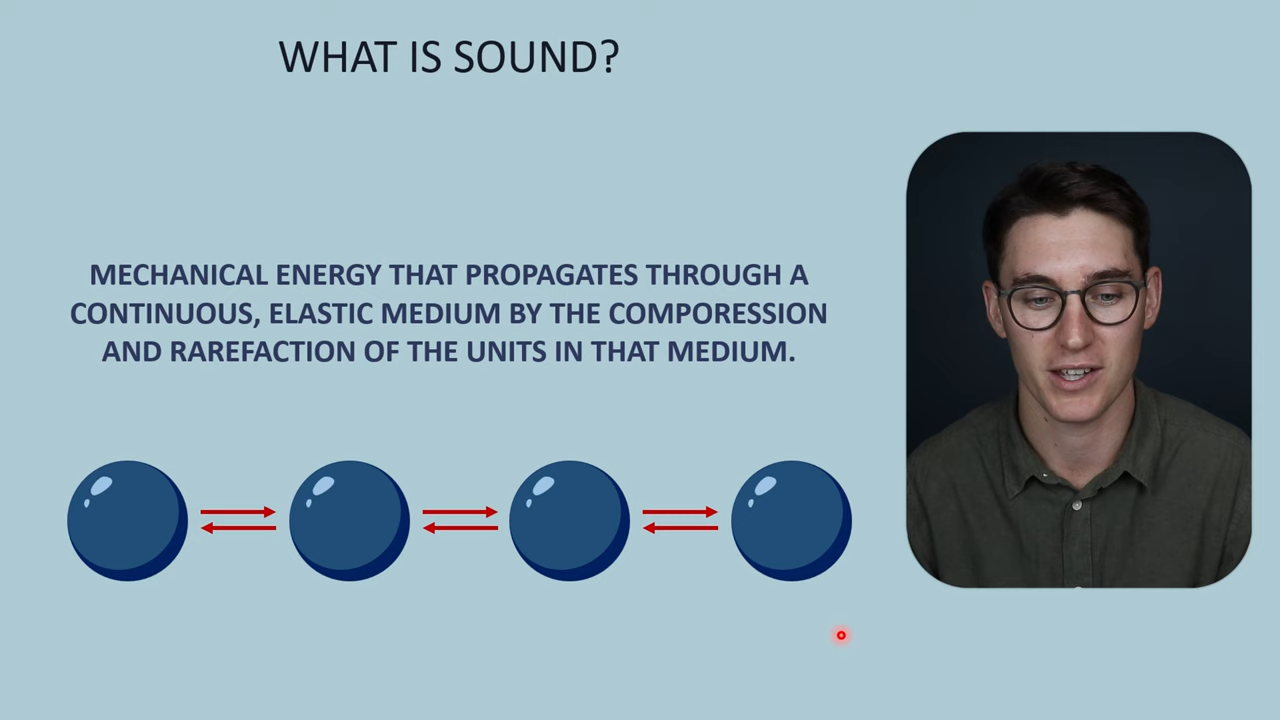 WHAT IS SOUND?
MECHANICAL ENERGY THAT PROPAGATES THROUGH A
CONTINUOUS, ELASTIC MEDIUM BY THE COMPORESSION
AND RAREFACTION OF THE UNITS IN THAT MEDIUM.